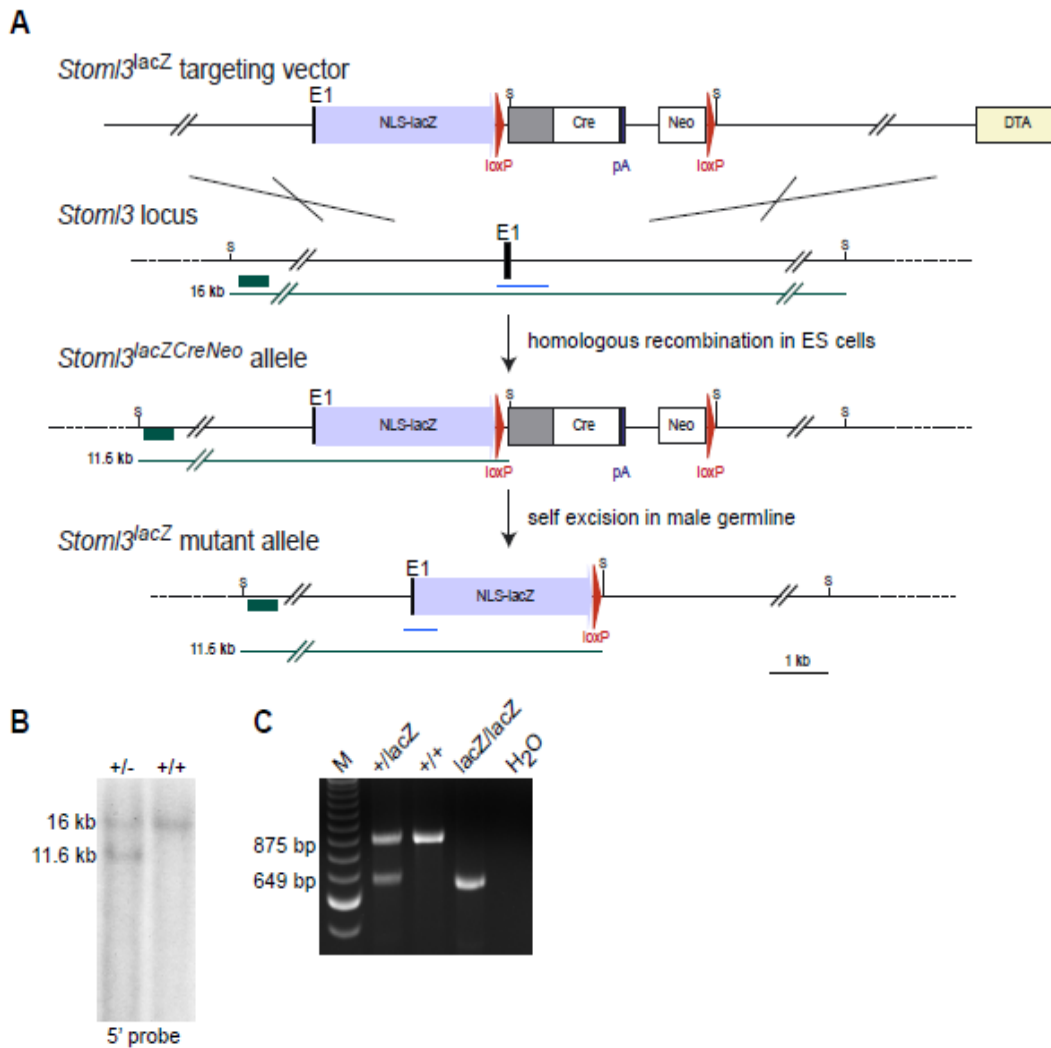 A
Stoml3lacZ targeting vector
E1
S
S
NLS-lacZ
Cre
Neo
DTA
loxP
pA
loxP
Stoml3 locus
E1
S
S
16 kb
homologous recombination in ES cells
Stoml3lacZCreNeo allele
E1
S
S
S
S
NLS-lacZ
Cre
Neo
11.6 kb
loxP
pA
loxP
self excision in male germline
Stoml3lacZ mutant allele
E1
S
S
S
NLS-lacZ
loxP
11.6 kb
1 kb
B
+/- +/+
16 kb
11.6 kb
5' probe
C
M +/lacZ +/+ lacZ/lacZ H2O
875 bp
649 bp